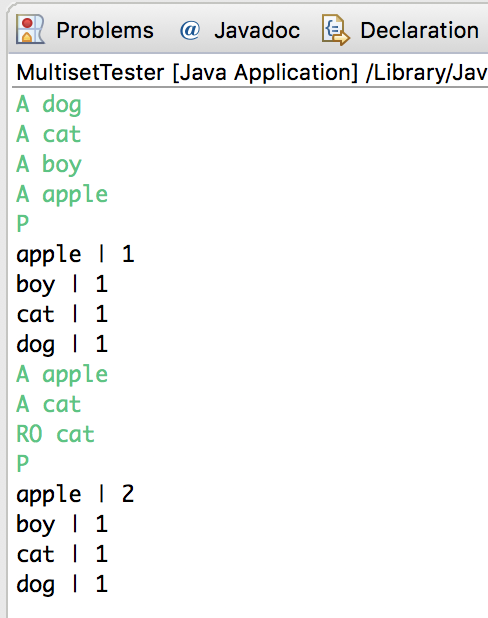 Problems @ Javadoc Declaration
MultisetTester [Java Application] /Library/Jav
A dog
A cat
A boy
A apple
P
apple | 1
boy | 1
cat | 1
dog | 1
A apple
A cat
RO cat
P
apple | 2
boy | 1
cat | 1
dog | 1